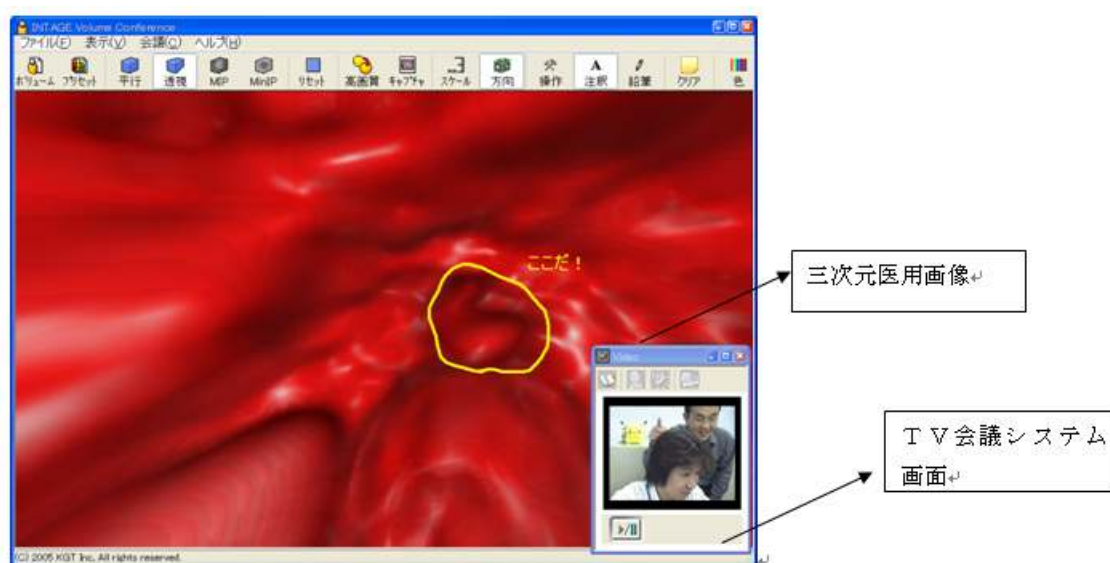 INTAGE Volume Conference
ファイル(F) 表示(V) 会議(C) ヘルプ(H)
ボリューム プリセット 平行 透視 MIP MinIP リセット 高画質 キャプチャ スケール 方向 操作 注釈 鉛筆 クリア 色
ここだ！
三次元医用画像
Video
ＴＶ会議システム
画面
(C) 2005 KGT Inc. All rights reserved.